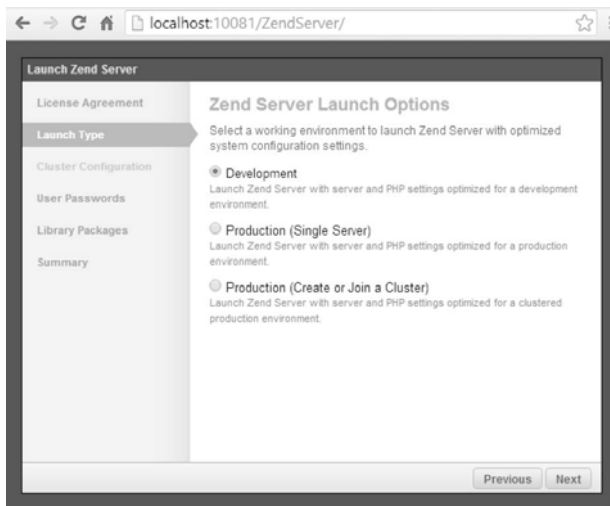 localhost:10081/ZendServer/
Launch Zend Server
License Agreement
Launch Type
Cluster Configuration
User Passwords
Library Packages
Summary
Zend Server Launch Options
Select a working environment to launch Zend Server with optimized
system configuration settings.
Development
Launch Zend Server with server and PHP settings optimized for a development
environment.
Production (Single Server)
Launch Zend Server with server and PHP settings optimized for a production
environment.
Production (Create or Join a Cluster)
Launch Zend Server with server and PHP settings optimized for a clustered
production environment.
Previous
Next